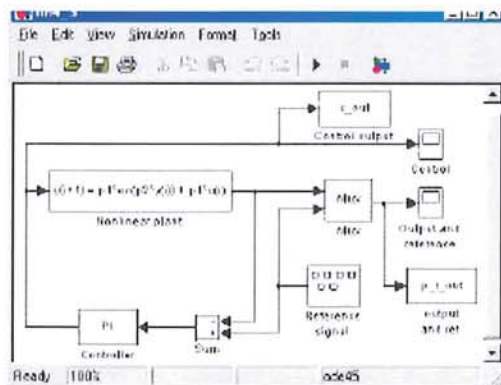 File Edit View Simulation Format Tools
Control output
Control
Nonlinear plant
Mux
Mux
Output and
reference
Reference
signal
output
and ref
PI
Controller
Sum
Ready 100% ode45